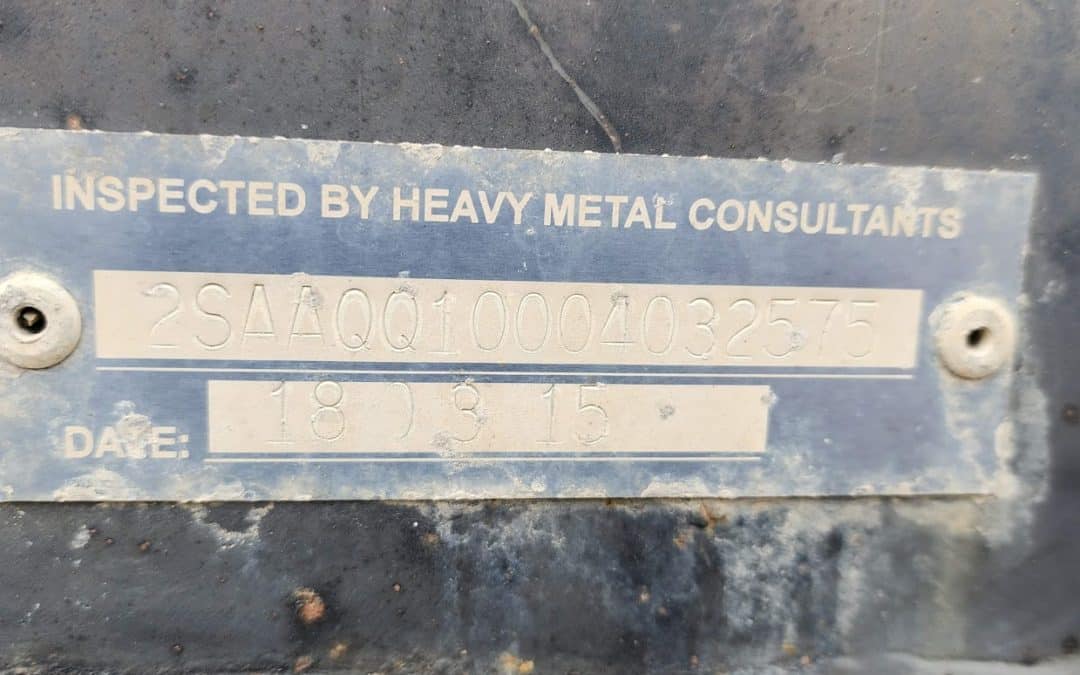 INSPECTED BY HEAVY METAL CONSULTANTS
2SAAQQ10004032575
DATE: 18 03 15